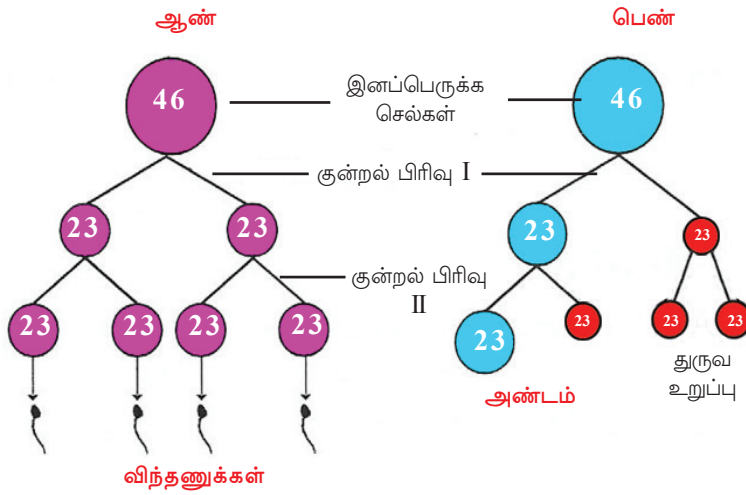 ஆண்
பெண்
46
இனப்பெருக்க
செல்கள்
46
குன்றல் பிரிவு I
23
23
23
23
குன்றல் பிரிவு
II
23
23
23
23
23
23
23
23
துருவ
உறுப்பு
அண்டம்
விந்தணுக்கள்